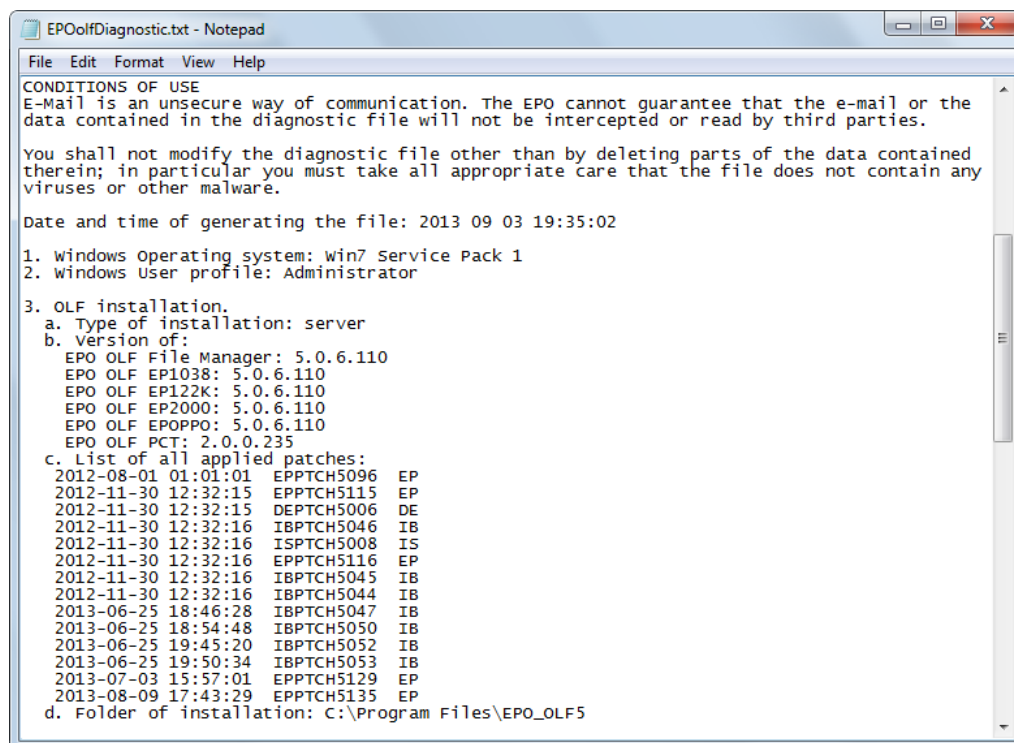 EPOolfDiagnostic.txt - Notepad
File Edit Format View Help
CONDITIONS OF USE
E-Mail is an unsecure way of communication. The EPO cannot guarantee that the e-mail or the
data contained in the diagnostic file will not be intercepted or read by third parties.
You shall not modify the diagnostic file other than by deleting parts of the data contained
therein; in particular you must take all appropriate care that the file does not contain any
viruses or other malware.
Date and time of generating the file: 2013 09 03 19:35:02
1. Windows Operating system: Win7 Service Pack 1
2. Windows User profile: Administrator
3. OLF installation.
a. Type of installation: server
b. Version of:
EPO OLF File Manager: 5.0.6.110
EPO OLF EP1038: 5.0.6.110
EPO OLF EP122K: 5.0.6.110
EPO OLF EP2000: 5.0.6.110
EPO OLF EPOPPO: 5.0.6.110
EPO OLF PCT: 2.0.0.235
c. List of all applied patches:
2012-08-01 01:01:01 EPPTCH5096 EP
2012-11-30 12:32:15 EPPTCH5115 EP
2012-11-30 12:32:15 DEPTCH5006 DE
2012-11-30 12:32:16 IBPTCH5046 IB
2012-11-30 12:32:16 ISPTCH5008 IS
2012-11-30 12:32:16 EPPTCH5116 EP
2012-11-30 12:32:16 IBPTCH5045 IB
2012-11-30 12:32:16 IBPTCH5044 IB
2013-06-25 18:46:28 IBPTCH5047 IB
2013-06-25 18:54:48 IBPTCH5050 IB
2013-06-25 19:45:20 IBPTCH5052 IB
2013-06-25 19:50:34 IBPTCH5053 IB
2013-07-03 15:57:01 EPPTCH5129 EP
2013-08-09 17:43:29 EPPTCH5135 EP
d. Folder of installation: C:\Program Files\EPO_OLF5